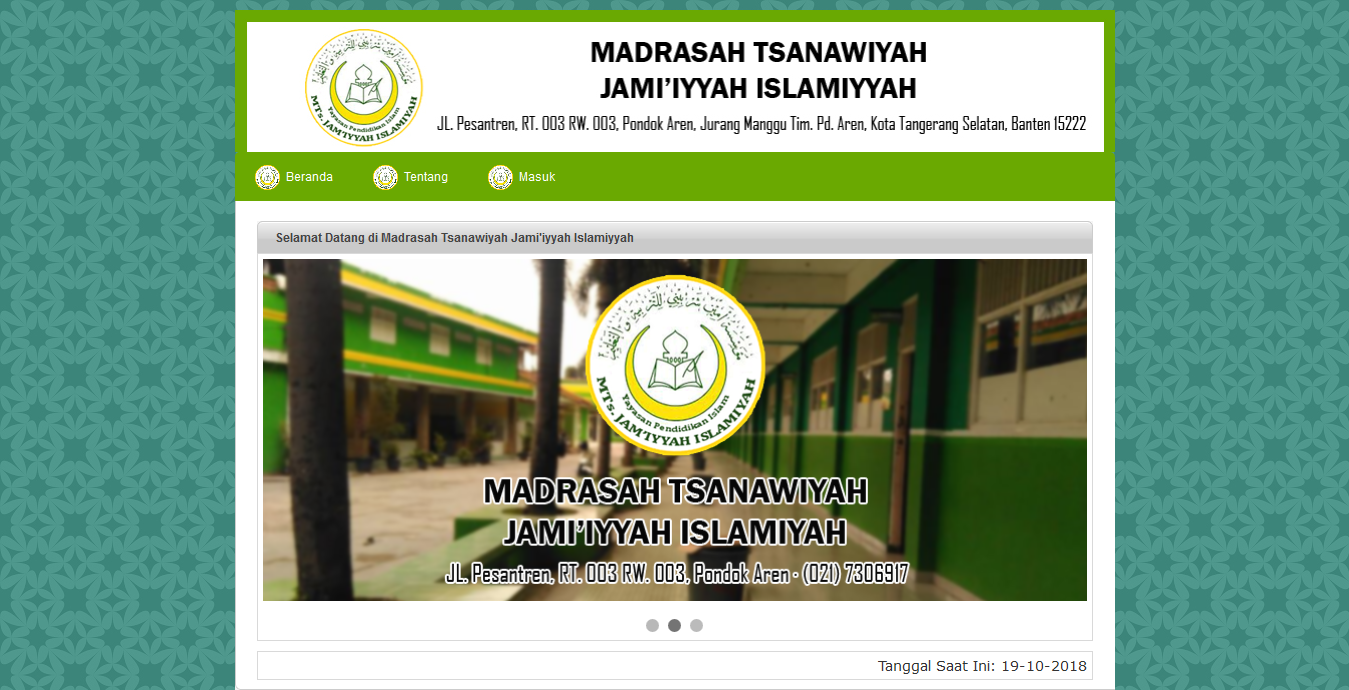 MTs. JAM'IYYAH ISLAMIYAH
Yayasan Pendidikan Islam
MADRASAH TSANAWIYAH
JAMI'IYYAH ISLAMIYYAH
JL. Pesantren, RT. 003 RW. 003, Pondok Aren, Jurang Manggu Tim. Pd. Aren, Kota Tangerang Selatan, Banten 15222
Beranda
Tentang
Masuk
Selamat Datang di Madrasah Tsanawiyah Jami'iyyah Islamiyyah
Yayasan Pendidikan Islam
MTs. JAM'IYYAH ISLAMIYAH
MADRASAH TSANAWIYAH
JAMI'IYYAH ISLAMIYAH
JL. Pesantren, RT. 003 RW. 003, Pondok Aren - (021) 7306917
Tanggal Saat Ini: 19-10-2018